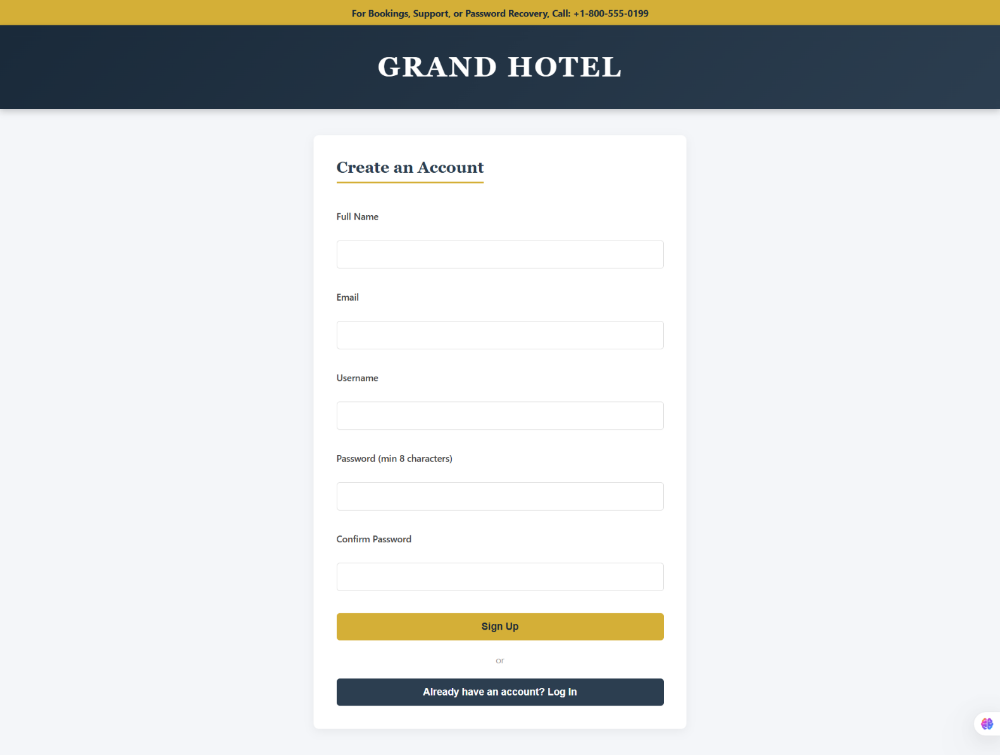 For Bookings, Support, or Password Recovery, Call: +1-800-555-0199
GRAND HOTEL
Create an Account
Full Name
Email
Username
Password (min 8 characters)
Confirm Password
Sign Up
or
Already have an account? Log In